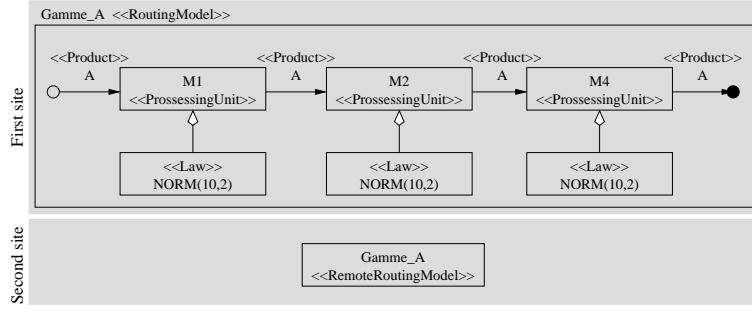 Gamme_A <<RoutingModel>>
<<Product>> <<Product>> <<Product>> <<Product>>
A A A A
M1 M2 M4
<<ProssessingUnit>> <<ProssessingUnit>> <<ProssessingUnit>>
First site
<<Law>> <<Law>> <<Law>>
NORM(10,2) NORM(10,2) NORM(10,2)
Second site
Gamme_A
<<RemoteRoutingModel>>